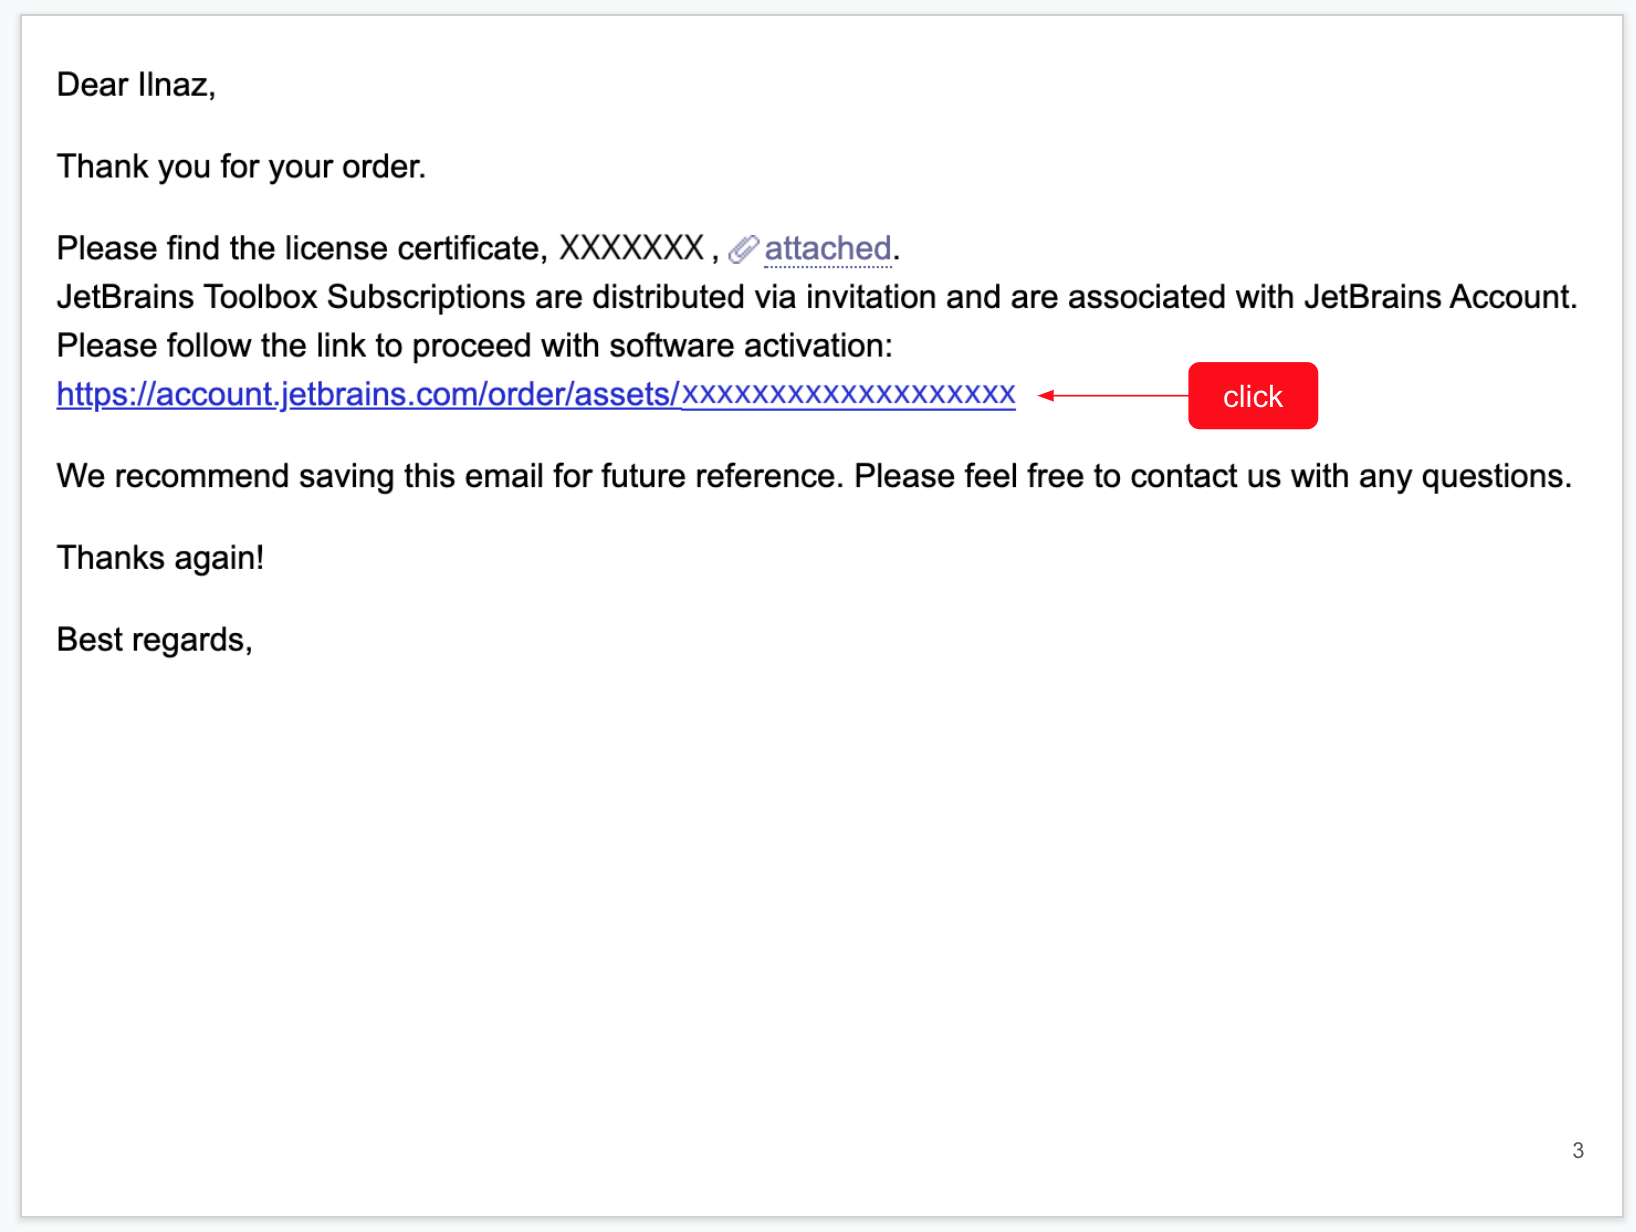 Dear Ilnaz,
Thank you for your order.
Please find the license certificate, XXXXXXX, attached.
JetBrains Toolbox Subscriptions are distributed via invitation and are associated with JetBrains Account.
Please follow the link to proceed with software activation:
https://account.jetbrains.com/order/assets/xxxxxxxxxxxxxxxxxxx
click
We recommend saving this email for future reference. Please feel free to contact us with any questions.
Thanks again!
Best regards,
3